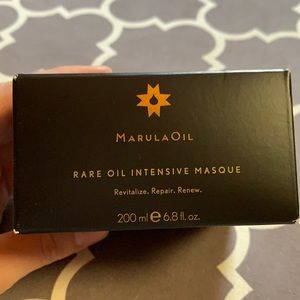 MARULAOIL
RARE OIL INTENSIVE MASQUE
Revitalize. Repair. Renew.
200 ml e 6.8 fl. oz.